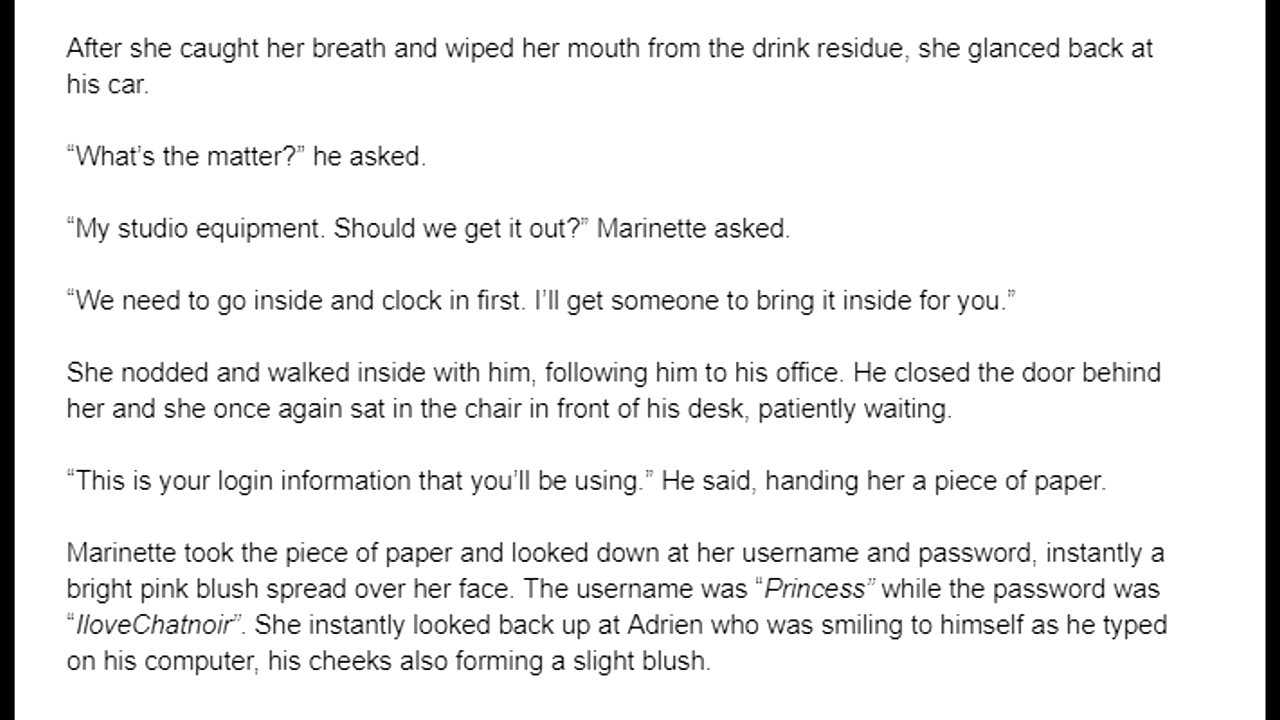 After she caught her breath and wiped her mouth from the drink residue, she glanced back at
his car.
“What’s the matter?” he asked.
“My studio equipment. Should we get it out?” Marinette asked.
“We need to go inside and clock in first. I’ll get someone to bring it inside for you.”
She nodded and walked inside with him, following him to his office. He closed the door behind
her and she once again sat in the chair in front of his desk, patiently waiting.
“This is your login information that you’ll be using.” He said, handing her a piece of paper.
Marinette took the piece of paper and looked down at her username and password, instantly a
bright pink blush spread over her face. The username was “Princess” while the password was
“IloveChatnoir”. She instantly looked back up at Adrien who was smiling to himself as he typed
on his computer, his cheeks also forming a slight blush.